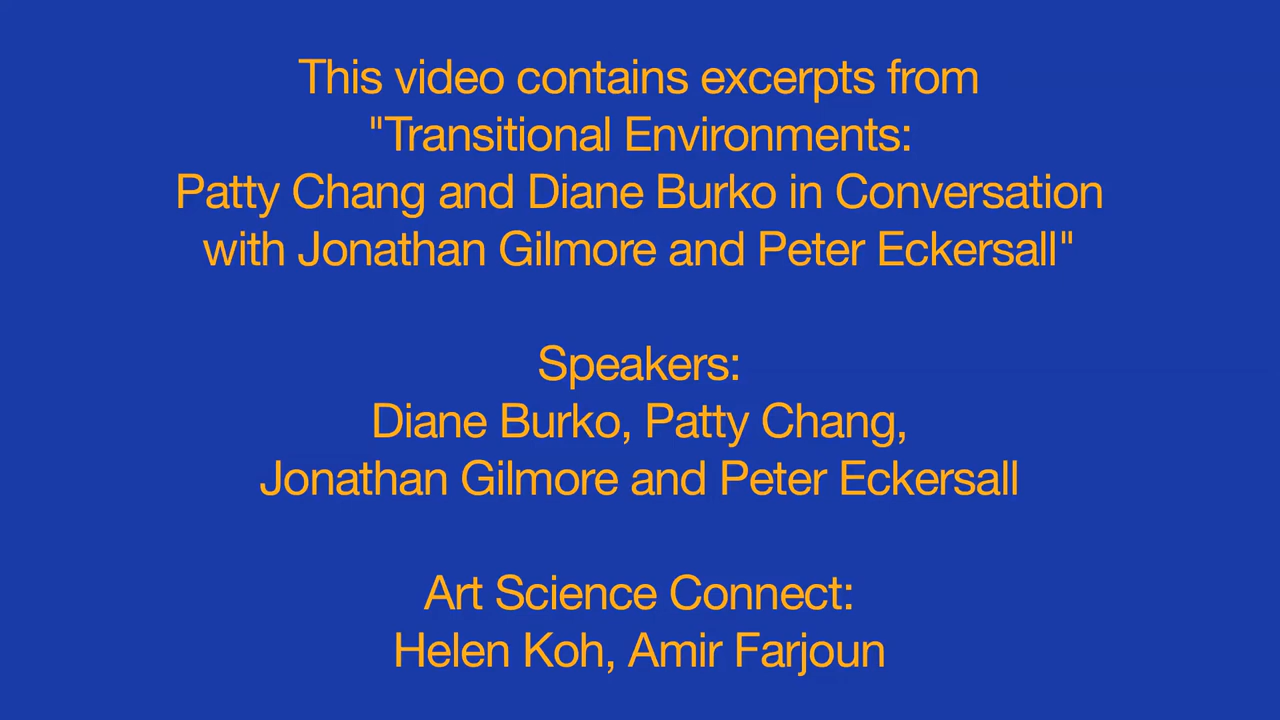 This video contains excerpts from
"Transitional Environments:
Patty Chang and Diane Burko in Conversation
with Jonathan Gilmore and Peter Eckersall"
Speakers:
Diane Burko, Patty Chang,
Jonathan Gilmore and Peter Eckersall
Art Science Connect:
Helen Koh, Amir Farjoun